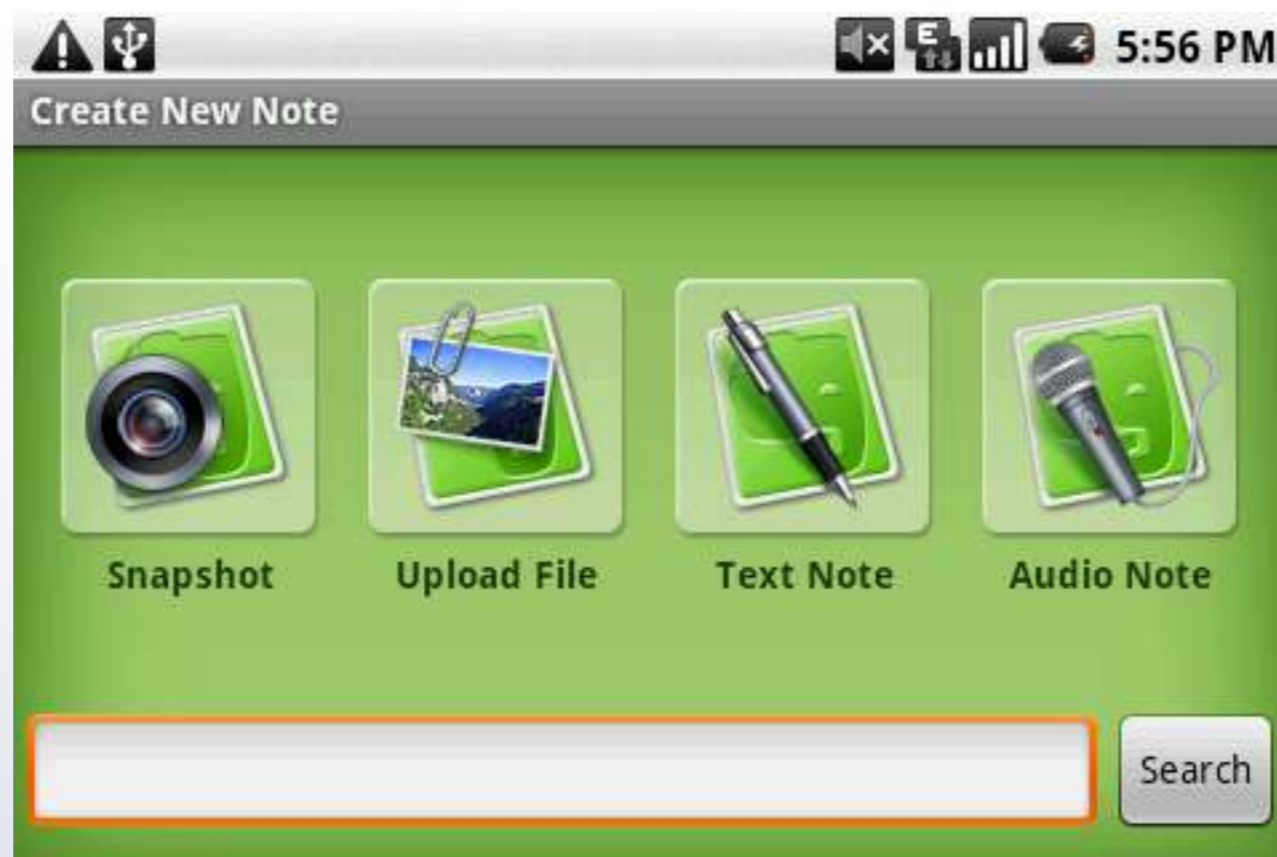 5:56 PM
Create New Note
Snapshot
Upload File
Text Note
Audio Note
Search